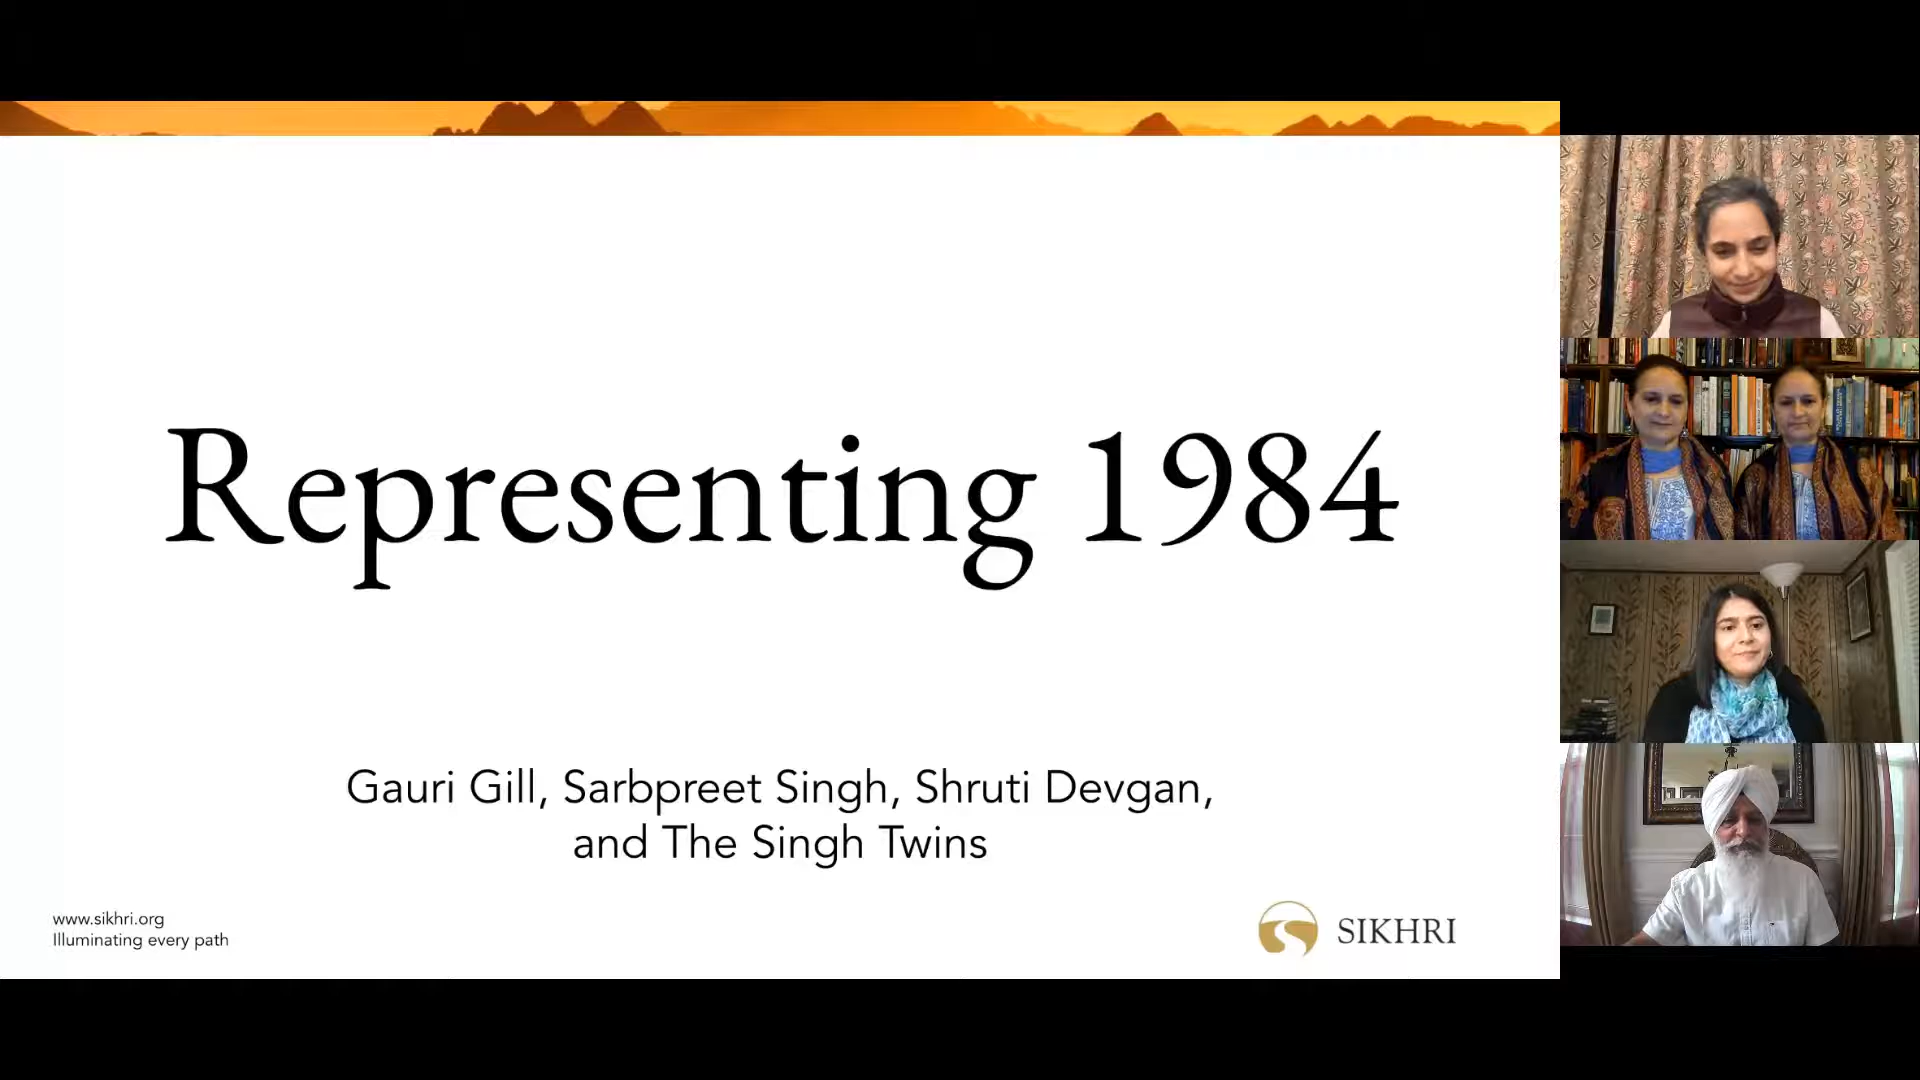 Representing 1984
Gauri Gill, Sarbpreet Singh, Shruti Devgan,
and The Singh Twins
www.sikhri.org
Illuminating every path
SIKHRI